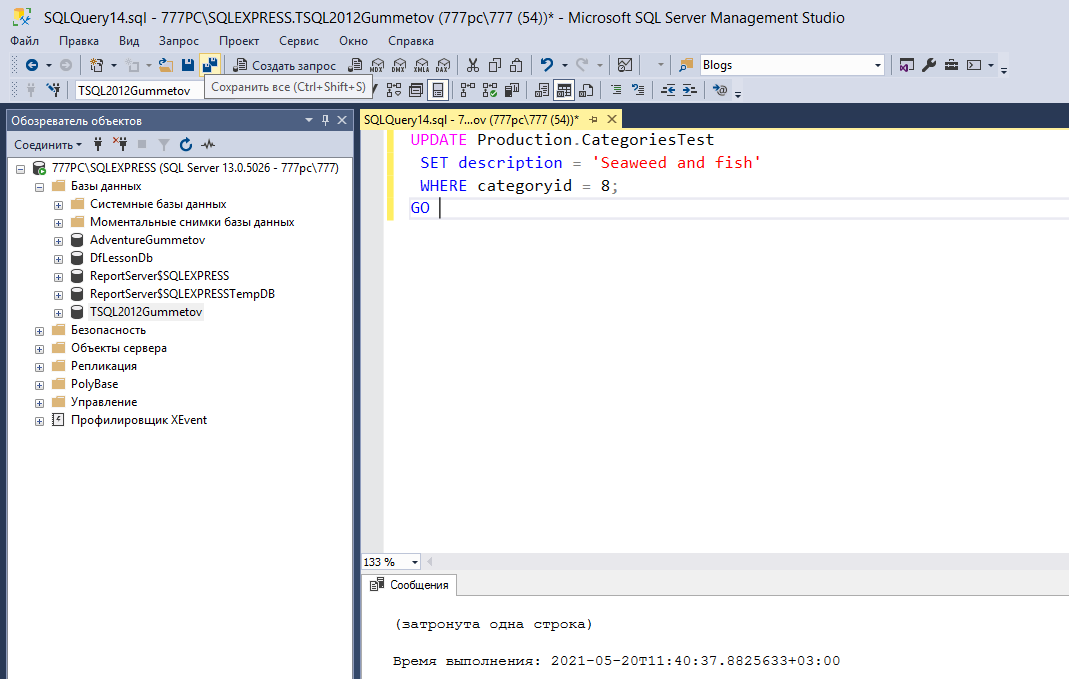 SQLQuery14.sql - 777PC\SQLEXPRESS.TSQL2012Gummetov (777pc\777 (54))* - Microsoft SQL Server Management Studio
Файл Правка Вид Запрос Проект Сервис Окно Справка
Создать запрос MDX DMX XMLA DAX Blogs
TSQL2012Gummetov Сохранить все (Ctrl+Shift+S)
Обозреватель объектов
Соединить
777PC\SQLEXPRESS (SQL Server 13.0.5026 - 777pc\777)
Базы данных
Системные базы данных
Моментальные снимки базы данных
AdventureGummetov
DfLessonDb
ReportServer$SQLEXPRESS
ReportServer$SQLEXPRESSTempDB
TSQL2012Gummetov
Безопасность
Объекты сервера
Репликация
PolyBase
Управление
Профилировщик XEvent
SQLQuery14.sql - 7...ov (777pc\777 (54))*
UPDATE Production.CategoriesTest
SET description = 'Seaweed and fish'
WHERE categoryid = 8;
GO
133 %
Сообщения
(затронута одна строка)
Время выполнения: 2021-05-20T11:40:37.8825633+03:00